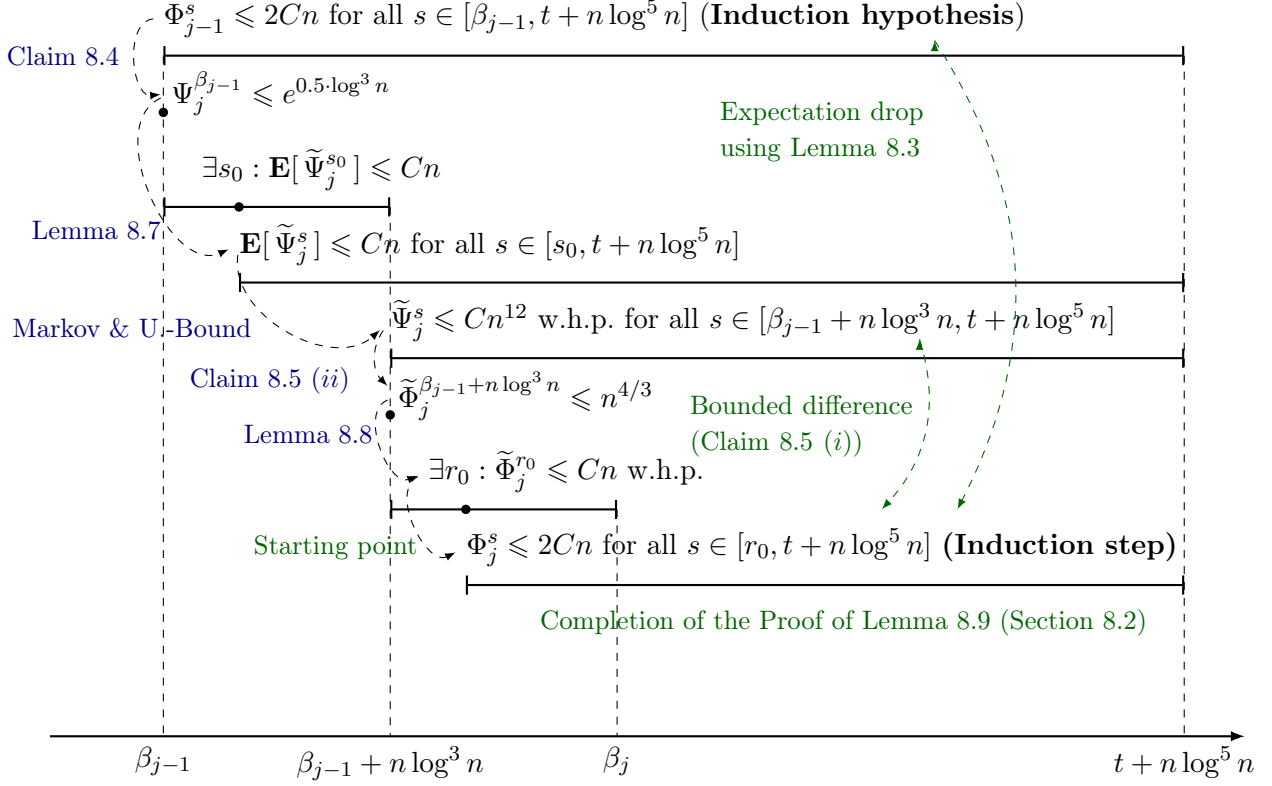 Φ_{j−1}^s ⩽ 2Cn for all s ∈ [β_{j−1}, t + n log^5 n] (Induction hypothesis)
Claim 8.4
Ψ_j^{β_{j−1}} ⩽ e^{0.5·log^3 n}
Expectation drop
using Lemma 8.3
∃s_0 : E[ Ψ̃_j^{s_0} ] ⩽ Cn
Lemma 8.7
E[ Ψ̃_j^s ] ⩽ Cn for all s ∈ [s_0, t + n log^5 n]
Markov & U.-Bound
Ψ̃_j^s ⩽ Cn^{12} w.h.p. for all s ∈ [β_{j−1} + n log^3 n, t + n log^5 n]
Claim 8.5 (ii)
Φ̃_j^{β_{j−1}+n log^3 n} ⩽ n^{4/3}
Bounded difference
(Claim 8.5 (i))
Lemma 8.8
∃r_0 : Φ̃_j^{r_0} ⩽ Cn w.h.p.
Starting point
Φ_j^s ⩽ 2Cn for all s ∈ [r_0, t + n log^5 n] (Induction step)
Completion of the Proof of Lemma 8.9 (Section 8.2)
β_{j−1}
β_{j−1} + n log^3 n
β_j
t + n log^5 n